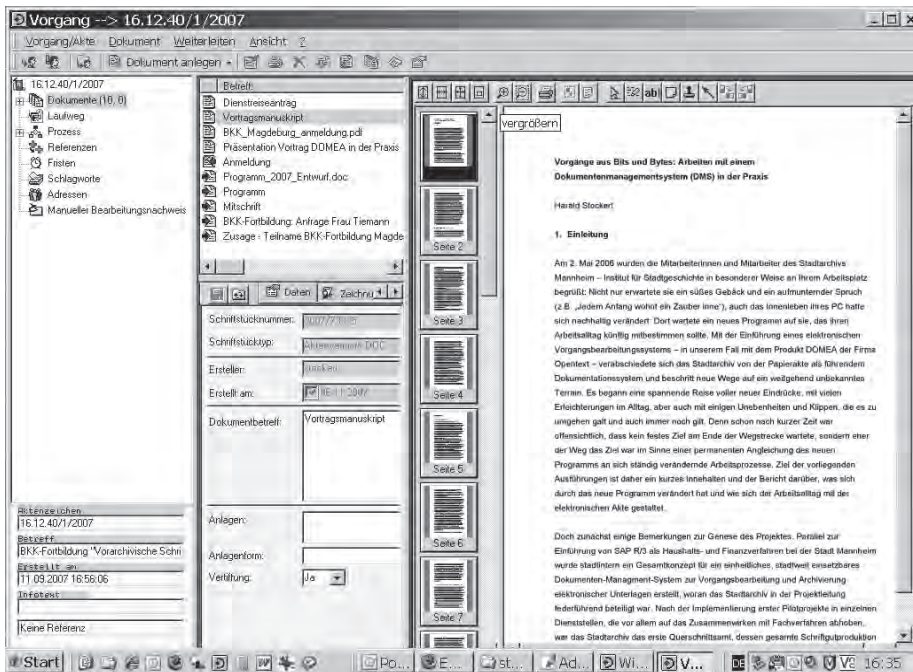 Vorgang --> 16.12.40/1/2007
Vorgang/Akte Dokument Weiterleiten Ansicht ?
Dokument anlegen
16.12.40/1/2007
Dokumente (10, 0)
Laufweg
Prozess
Referenzen
Fristen
Schlagworte
Adressen
Manueller Bearbeitungsnachweis
Aktenzeichen
16.12.40/1/2007
Betreff
BKK-Fortbildung "Vorarchivische Schri
Erstellt am
11.09.2007 16:56:06
Infotext
Keine Referenz
Betreff
Dienstreiseantrag
Vortragsmanuskript
BKK_Magdeburg_anmeldung.pdf
Präsentation Vortrag DOMEA in der Praxis
Anmeldung
Programm_2007_Entwurf.doc
Programm
Mitschrift
BKK-Fortbildung: Anfrage Frau Tiemann
Zusage : Teilname BKK-Fortbildung Magde
Daten Zeichnu
Schriftstücknummer:
Schriftstücktyp:
Ersteller:
Erstellt am:
Dokumentbetreff: Vortragsmanuskript
Anlagen:
Anlagenform:
Vertiftung: Ja
vergrößern
Seite 2
Seite 3
Seite 4
Seite 5
Seite 6
Seite 7
Vorgänge aus Bits und Bytes: Arbeiten mit einem
Dokumentenmanagementsystem (DMS) in der Praxis
Harald Stockert
1. Einleitung
Am 2. Mai 2006 wurden die Mitarbeiterinnen und Mitarbeiter des Stadtarchivs
Mannheim – Institut für Stadtgeschichte in besonderer Weise an ihrem Arbeitsplatz
begrüßt: Nicht nur erwartete sie ein süßes Gebäck und ein aufmunternder Spruch
(z.B. „Jedem Anfang wohnt ein Zauber inne“), auch das Innenleben ihres PC hatte
sich nachhaltig verändert: Dort wartete ein neues Programm auf sie, das ihren
Arbeitsalltag künftig mitbestimmen sollte. Mit der Einführung eines elektronischen
Vorgangsbearbeitungssystems – in unserem Fall mit dem Produkt DOMEA der Firma
Opentext – verabschiedete sich das Stadtarchiv von der Papierakte als führendem
Dokumentationssystem und beschritt neue Wege auf ein weitgehend unbekanntes
Terrain. Es begann eine spannende Reise voller neuer Eindrücke, mit vielen
Erleichterungen im Alltag, aber auch mit einigen Unebenheiten und Klippen, die es zu
umgehen galt und auch immer noch gilt. Denn schon nach kurzer Zeit war
offensichtlich, dass kein festes Ziel am Ende der Wegstrecke wartete, sondern eher
der Weg das Ziel war im Sinne einer permanenten Angleichung des neuen
Programms an sich ständig verändernde Arbeitsprozesse. Ziel der vorliegenden
Ausführungen ist daher ein kurzes Innehalten und der Bericht darüber, was sich
durch das neue Programm verändert hat und wie sich der Arbeitsalltag mit der
elektronischen Akte gestaltet.
Doch zunächst einige Bemerkungen zur Genese des Projektes. Parallel zur
Einführung von SAP R/3 als Haushalts- und Finanzverfahren bei der Stadt Mannheim
wurde stadtintern ein Gesamtkonzept für ein einheitliches, stadtweit einsetzbares
Dokumenten-Managment-System zur Vorgangsbearbeitung und Archivierung
elektronischer Unterlagen erstellt, woran das Stadtarchiv in der Projektleitung
federführend beteiligt war. Nach der Implementierung erster Pilotprojekte in einzelnen
Dienststellen, die vor allem auf das Zusammenwirken mit Fachverfahren abhoben,
war das Stadtarchiv das erste Querschnittsamt, dessen gesamte Schriftgutproduktion
Start Po... E... st... Ad... Wi... V... DE 16:35